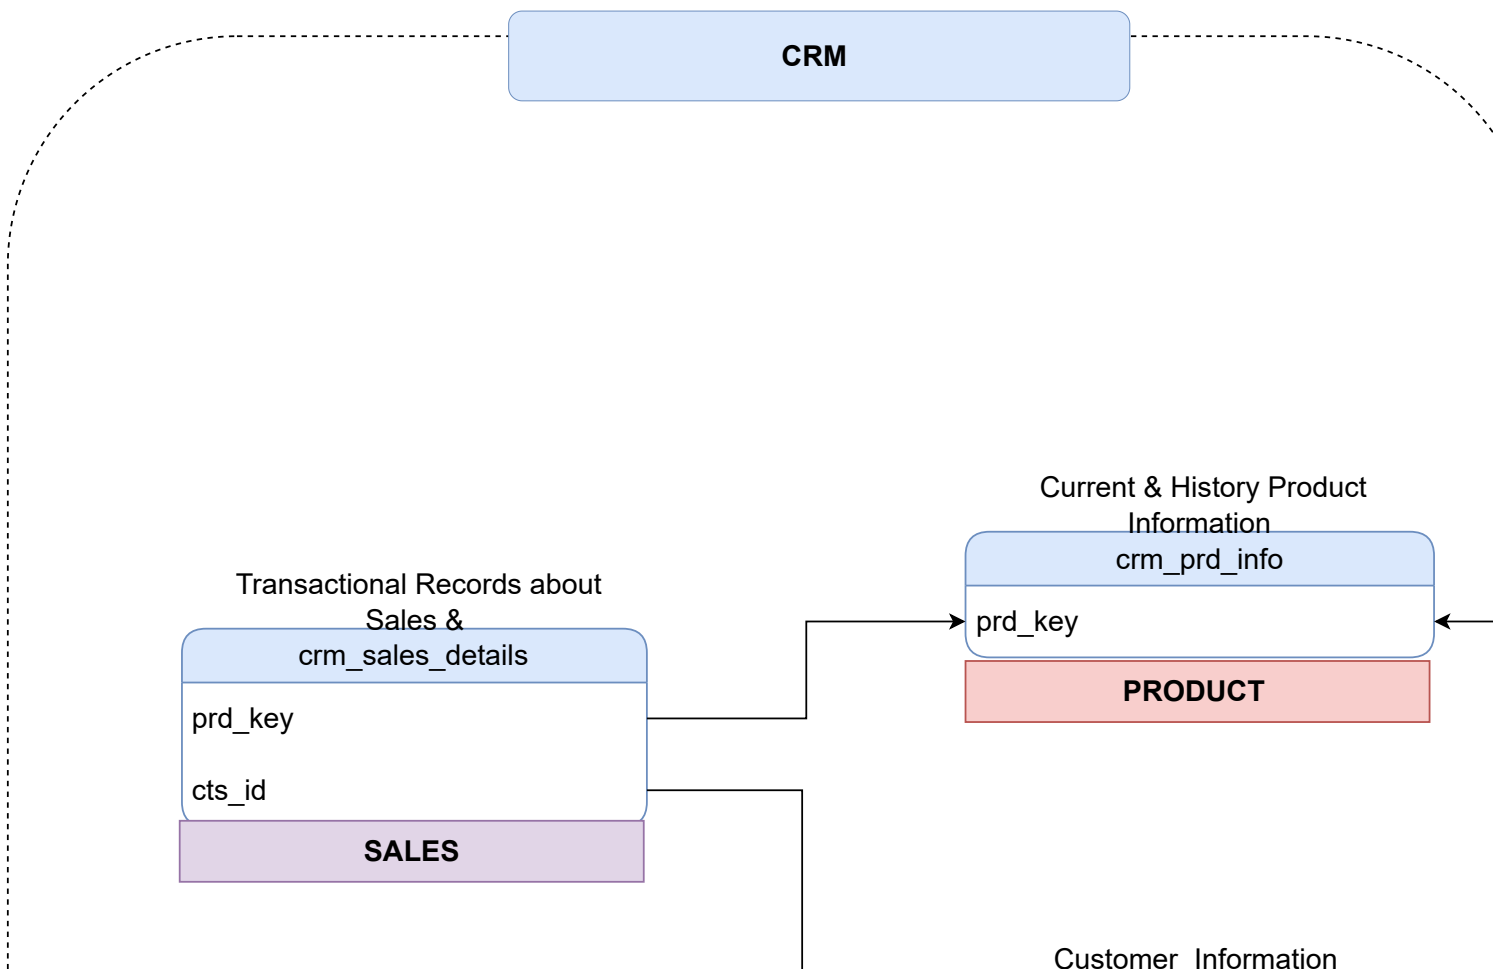 CRM
Current & History Product
Information
crm_prd_info
prd_key
PRODUCT
Transactional Records about
Sales &
crm_sales_details
prd_key
cts_id
SALES
Customer  Information